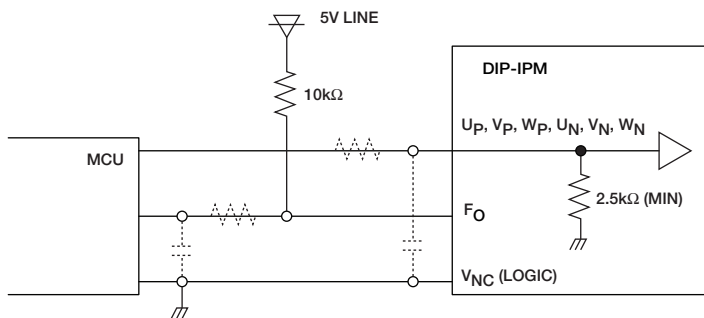 5V LINE
DIP-IPM
10kΩ
MCU
UP, VP, WP, UN, VN, WN
2.5kΩ (MIN)
FO
VNC (LOGIC)